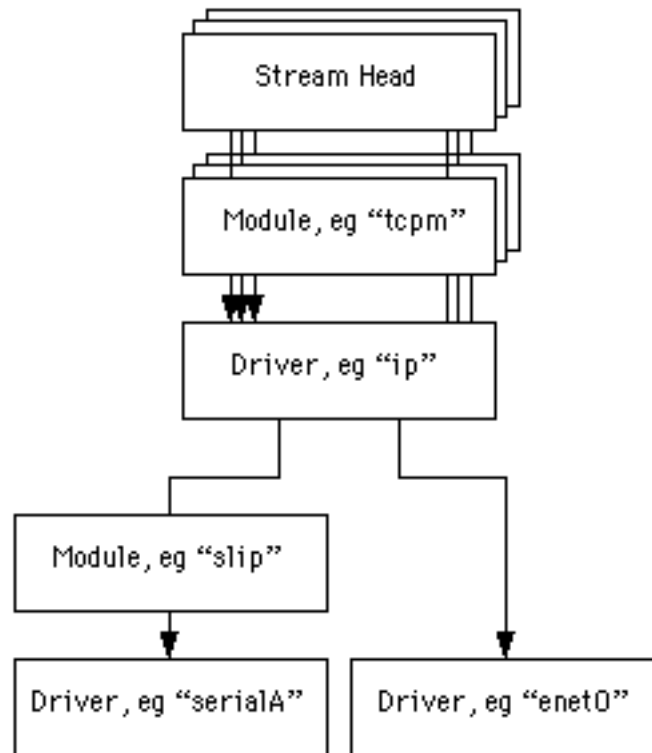 Stream Head
Module, eg “tcpm”
Driver, eg “ip”
Module, eg “slip”
Driver, eg “serialA”
Driver, eg “enet0”